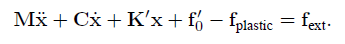 Mẍ + Cẋ + K′x + f′₀ − f_plastic = f_ext.